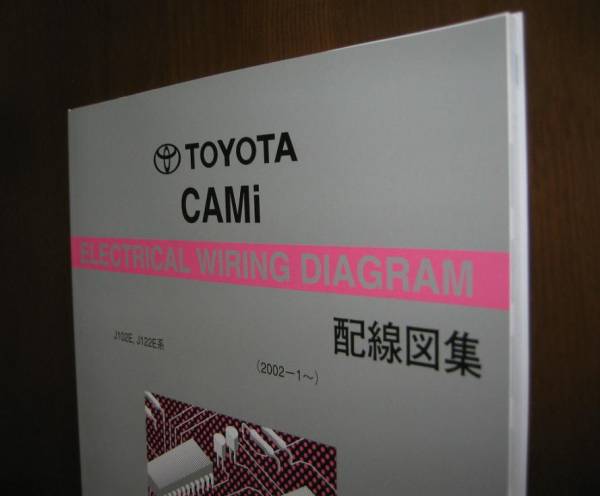 TOYOTA
CAMi
ELECTRICAL WIRING DIAGRAM
配線図集
J102E, J122E系
(2002－1～)